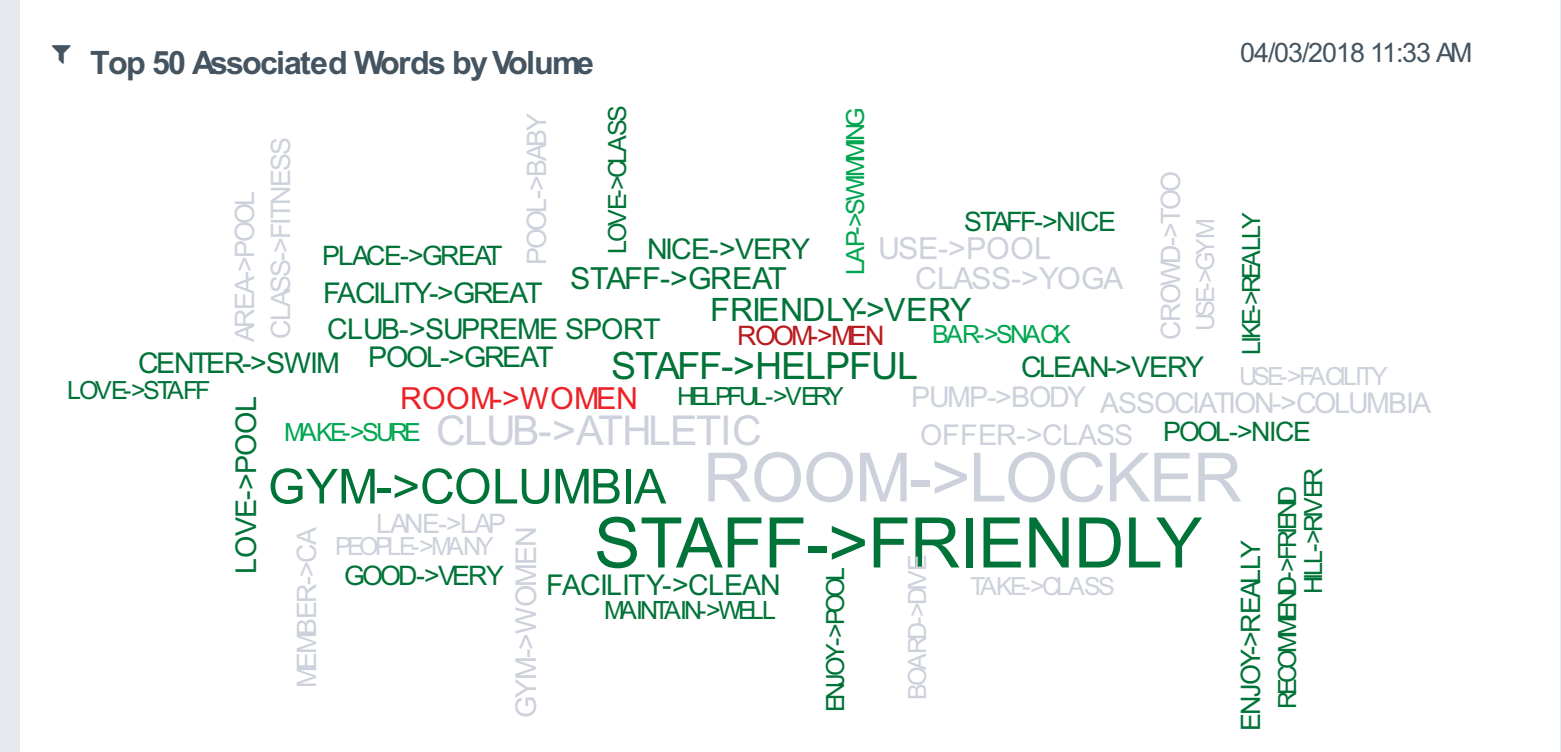 Top 50 Associated Words by Volume
04/03/2018 11:33 AM
AREA->POOL
CLASS->FITNESS
POOL->BABY
LOVE->CLASS
LAP->SWIMMING
CROWD->TOO
USE->GYM
LIKE->REALLY
STAFF->NICE
PLACE->GREAT
NICE->VERY
USE->POOL
STAFF->GREAT
CLASS->YOGA
FACILITY->GREAT
FRIENDLY->VERY
CLUB->SUPREME SPORT
ROOM->MEN
BAR->SNACK
CENTER->SWIM
POOL->GREAT
STAFF->HELPFUL
CLEAN->VERY
USE->FACILITY
LOVE->STAFF
ROOM->WOMEN
HELPFUL->VERY
PUMP->BODY
ASSOCIATION->COLUMBIA
LOVE->POOL
MAKE->SURE
CLUB->ATHLETIC
OFFER->CLASS
POOL->NICE
GYM->COLUMBIA
ROOM->LOCKER
LANE->LAP
STAFF->FRIENDLY
PEOPLE->MANY
MEMBER->CA
GYM->WOMEN
GOOD->VERY
FACILITY->CLEAN
MAINTAIN->WELL
ENJOY->POOL
BOARD->DIVE
TAKE->CLASS
ENJOY->REALLY
RECOMMEND->FRIEND
HILL->RIVER